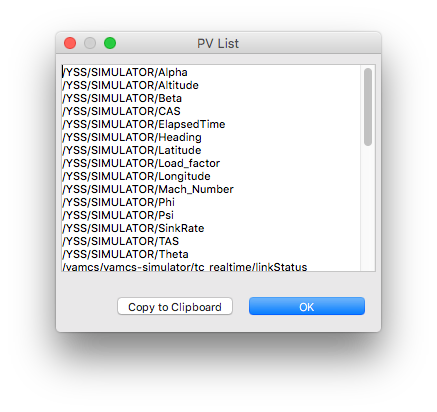 PV List
/YSS/SIMULATOR/Alpha
/YSS/SIMULATOR/Altitude
/YSS/SIMULATOR/Beta
/YSS/SIMULATOR/CAS
/YSS/SIMULATOR/ElapsedTime
/YSS/SIMULATOR/Heading
/YSS/SIMULATOR/Latitude
/YSS/SIMULATOR/Load_factor
/YSS/SIMULATOR/Longitude
/YSS/SIMULATOR/Mach_Number
/YSS/SIMULATOR/Phi
/YSS/SIMULATOR/Psi
/YSS/SIMULATOR/SinkRate
/YSS/SIMULATOR/TAS
/YSS/SIMULATOR/Theta
/yamcs/yamcs-simulator/tc_realtime/linkStatus
Copy to Clipboard
OK